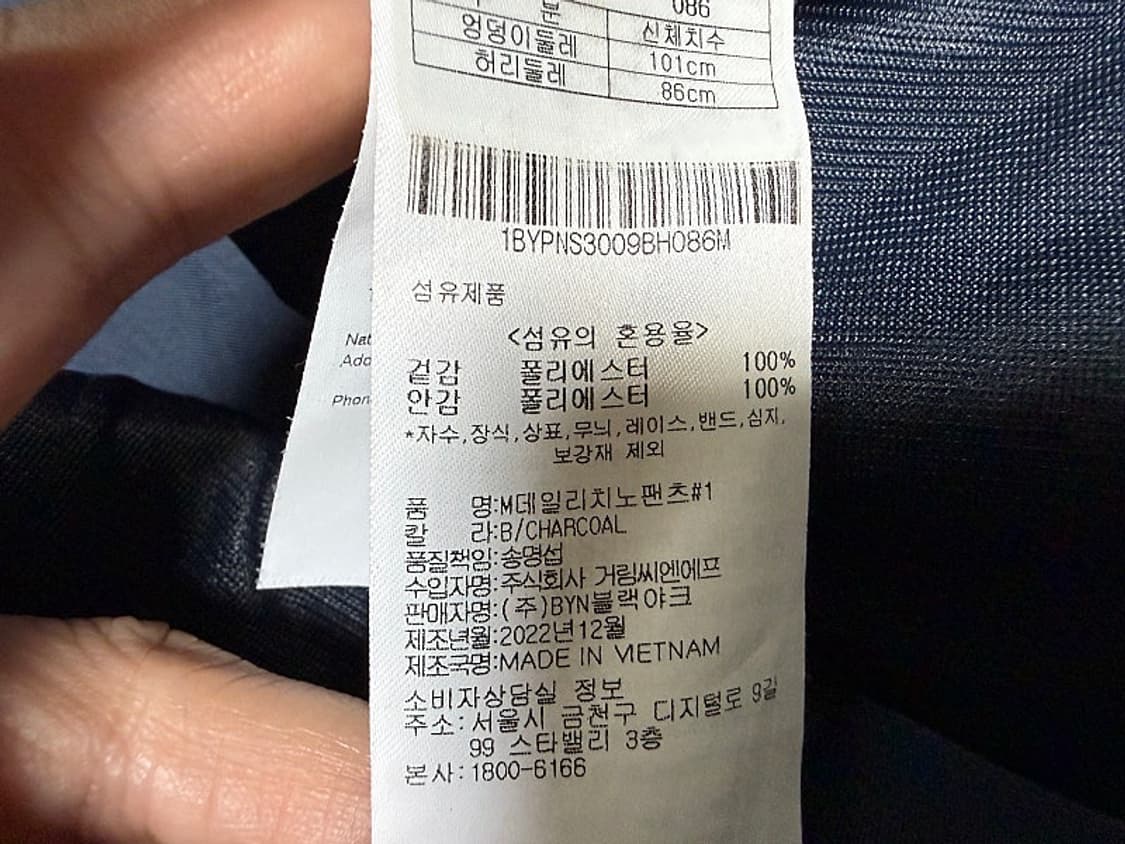 분 086
엉덩이둘레 신체치수
허리둘레 101cm
86cm
1BYPNS3009BH086M
섬유제품
<섬유의 혼용율>
겉감 폴리에스터 100%
안감 폴리에스터 100%
*자수,장식,상표,무늬,레이스,밴드,심지,
보강재 제외
품 명:M데일리치노팬츠#1
칼 라:B/CHARCOAL
품질책임:송명섭
수입자명:주식회사 거림씨엔에프
판매자명:(주)BYN블랙야크
제조년월:2022년12월
제조국명:MADE IN VIETNAM
소비자상담실 정보
주소:서울시 금천구 디지털로 9길
99 스타밸리 3층
본사:1800-6166
Nat
Add
Phon